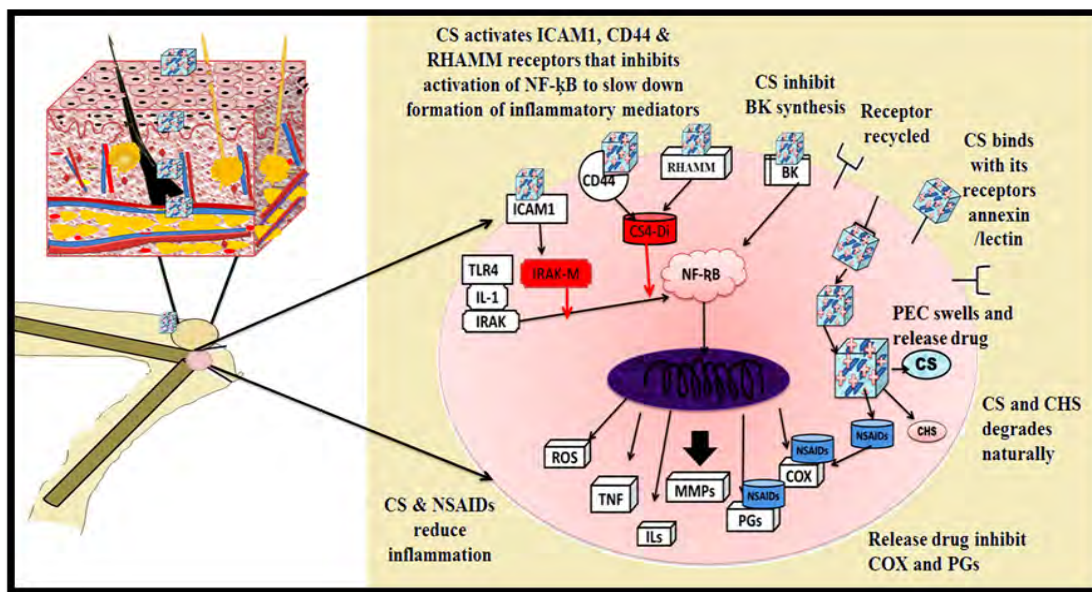 CS activates ICAM1, CD44 &
RHAMM receptors that inhibits
activation of NF-ķB to slow down
formation of inflammatory mediators
CS inhibit
BK synthesis
Receptor
recycled
CS binds
with its
receptors
annexin
/lectin
CD44
RHAMM
BK
ICAM1
CS4-Di
TLR4
IL-1
IRAK
IRAK-M
NF-ƘB
PEC swells and
release drug
CS
CHS
CS and CHS
degrades
naturally
NSAIDs
NSAIDs
COX
ROS
TNF
ILs
MMPs
NSAIDs
PGs
CS & NSAIDs
reduce
inflammation
Release drug inhibit
COX and PGs